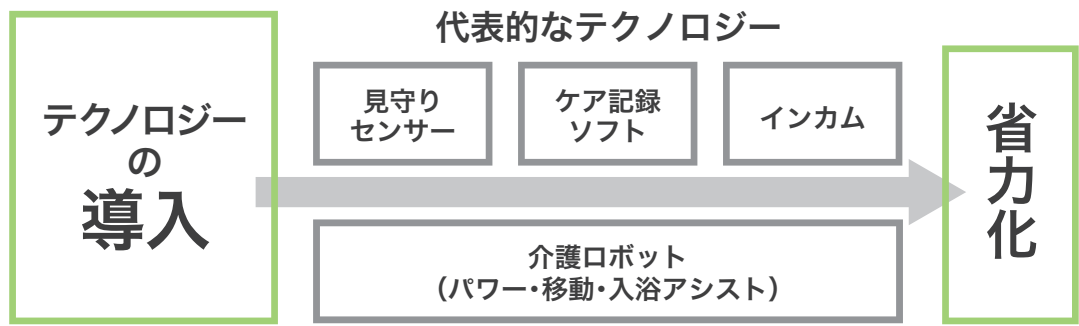 テクノロジー
の
導入
代表的なテクノロジー
見守り
センサー
ケア記録
ソフト
インカム
介護ロボット
（パワー・移動・入浴アシスト）
省力化